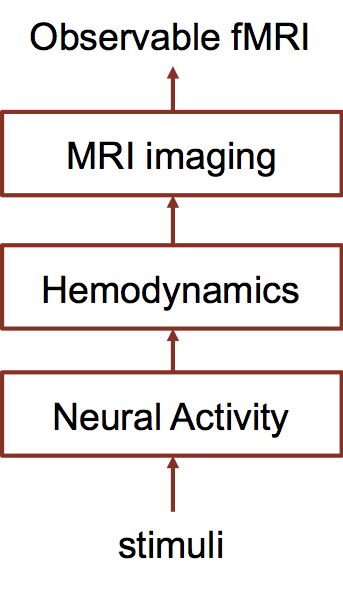 Observable fMRI
MRI imaging
Hemodynamics
Neural Activity
stimuli